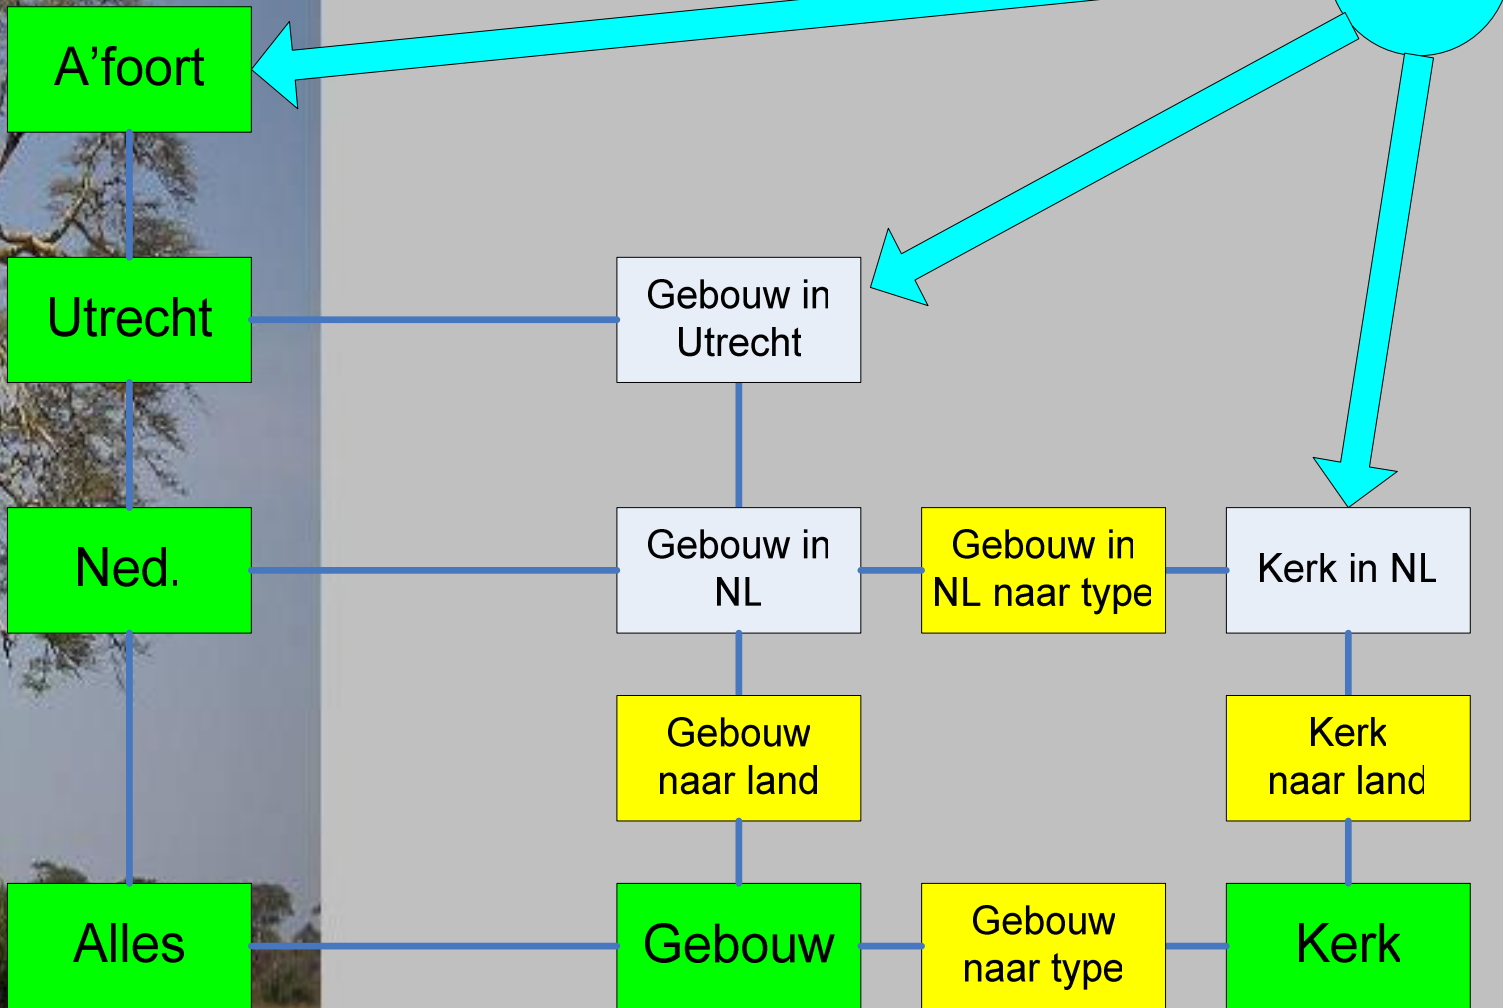 A’foort
Utrecht
Gebouw in
Utrecht
Ned.
Gebouw in
NL
Gebouw in
NL naar type
Kerk in NL
Gebouw
naar land
Kerk
naar land
Alles
Gebouw
Gebouw
naar type
Kerk